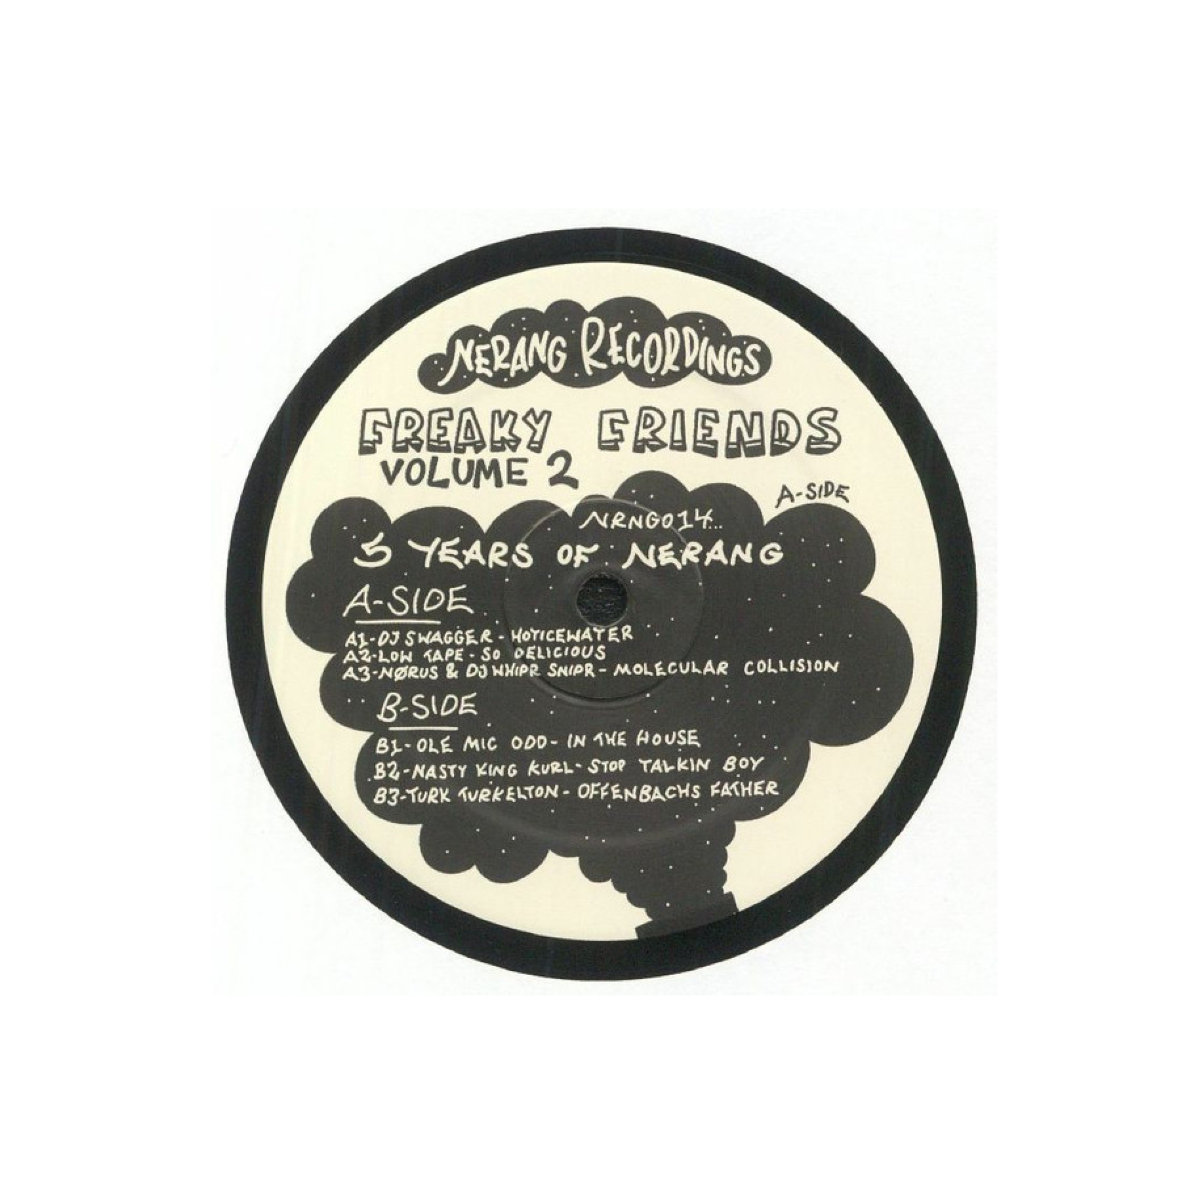 NERANG RECORDINGS
FREAKY FRIENDS
VOLUME 2
A-SIDE
NRNG014...
5 YEARS OF NERANG
A-SIDE
A1-DJ SWAGGER-HOTICEWATER
A2-LOW TAPE-SO DELICIOUS
A3-NØRUS & DJ WHIPR SNIPR-MOLECULAR COLLISION
B-SIDE
B1-OLE MIC ODD-IN THE HOUSE
B2-NASTY KING KURL-STOP TALKIN BOY
B3-TURK TURKELTON-OFFENBACHS FATHER